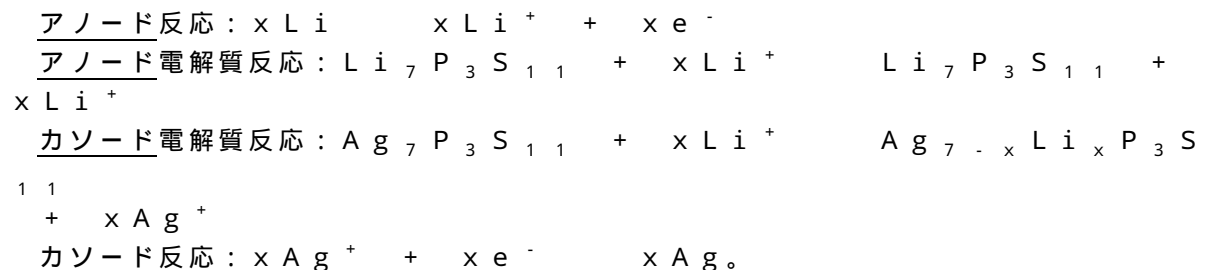 アノード反応：xLi　　xLi⁺　+　xe⁻
アノード電解質反応：Li₇P₃S₁₁　+　xLi⁺　　Li₇P₃S₁₁　+
xLi⁺
カソード電解質反応：Ag₇P₃S₁₁　+　xLi⁺　　Ag₇₋ₓLiₓP₃S
₁₁
+　xAg⁺
カソード反応：xAg⁺　+　xe⁻　　xAg。